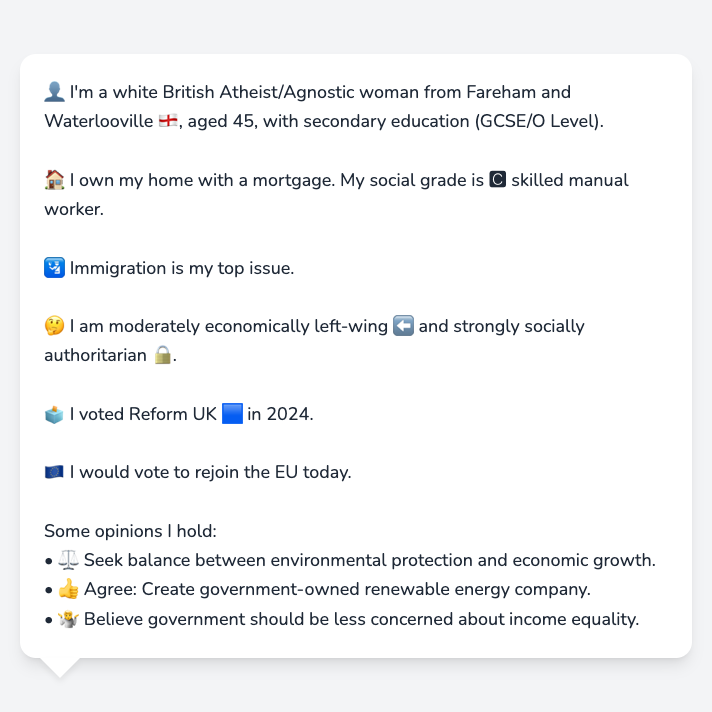 👤 I'm a white British Atheist/Agnostic woman from Fareham and
Waterlooville 🏴󠁧󠁢󠁥󠁮󠁧󠁿, aged 45, with secondary education (GCSE/O Level).
🏠 I own my home with a mortgage. My social grade is 🅲 skilled manual
worker.
🛂 Immigration is my top issue.
🤔 I am moderately economically left-wing ⬅️ and strongly socially
authoritarian 🔒.
🗳️ I voted Reform UK 🟦 in 2024.
🇪🇺 I would vote to rejoin the EU today.
Some opinions I hold:
• ⚖️ Seek balance between environmental protection and economic growth.
• 👍 Agree: Create government-owned renewable energy company.
• 🤷 Believe government should be less concerned about income equality.